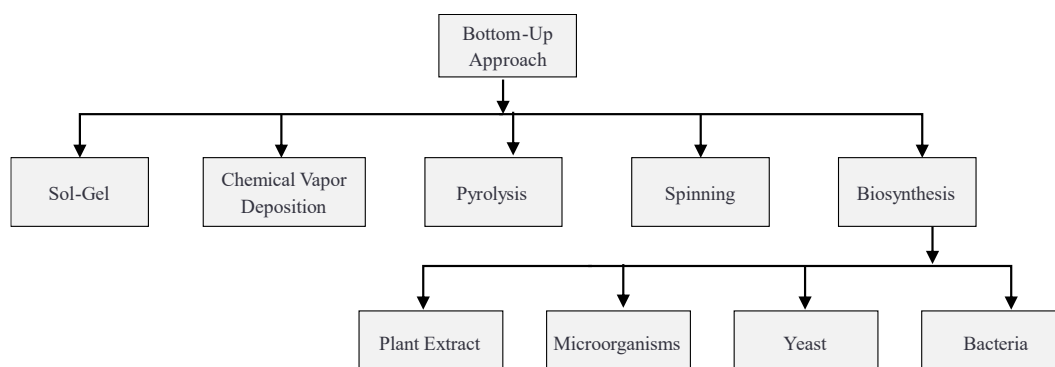 Bottom-Up
Approach
Sol-Gel
Chemical Vapor
Deposition
Pyrolysis
Spinning
Biosynthesis
Plant Extract
Microorganisms
Yeast
Bacteria